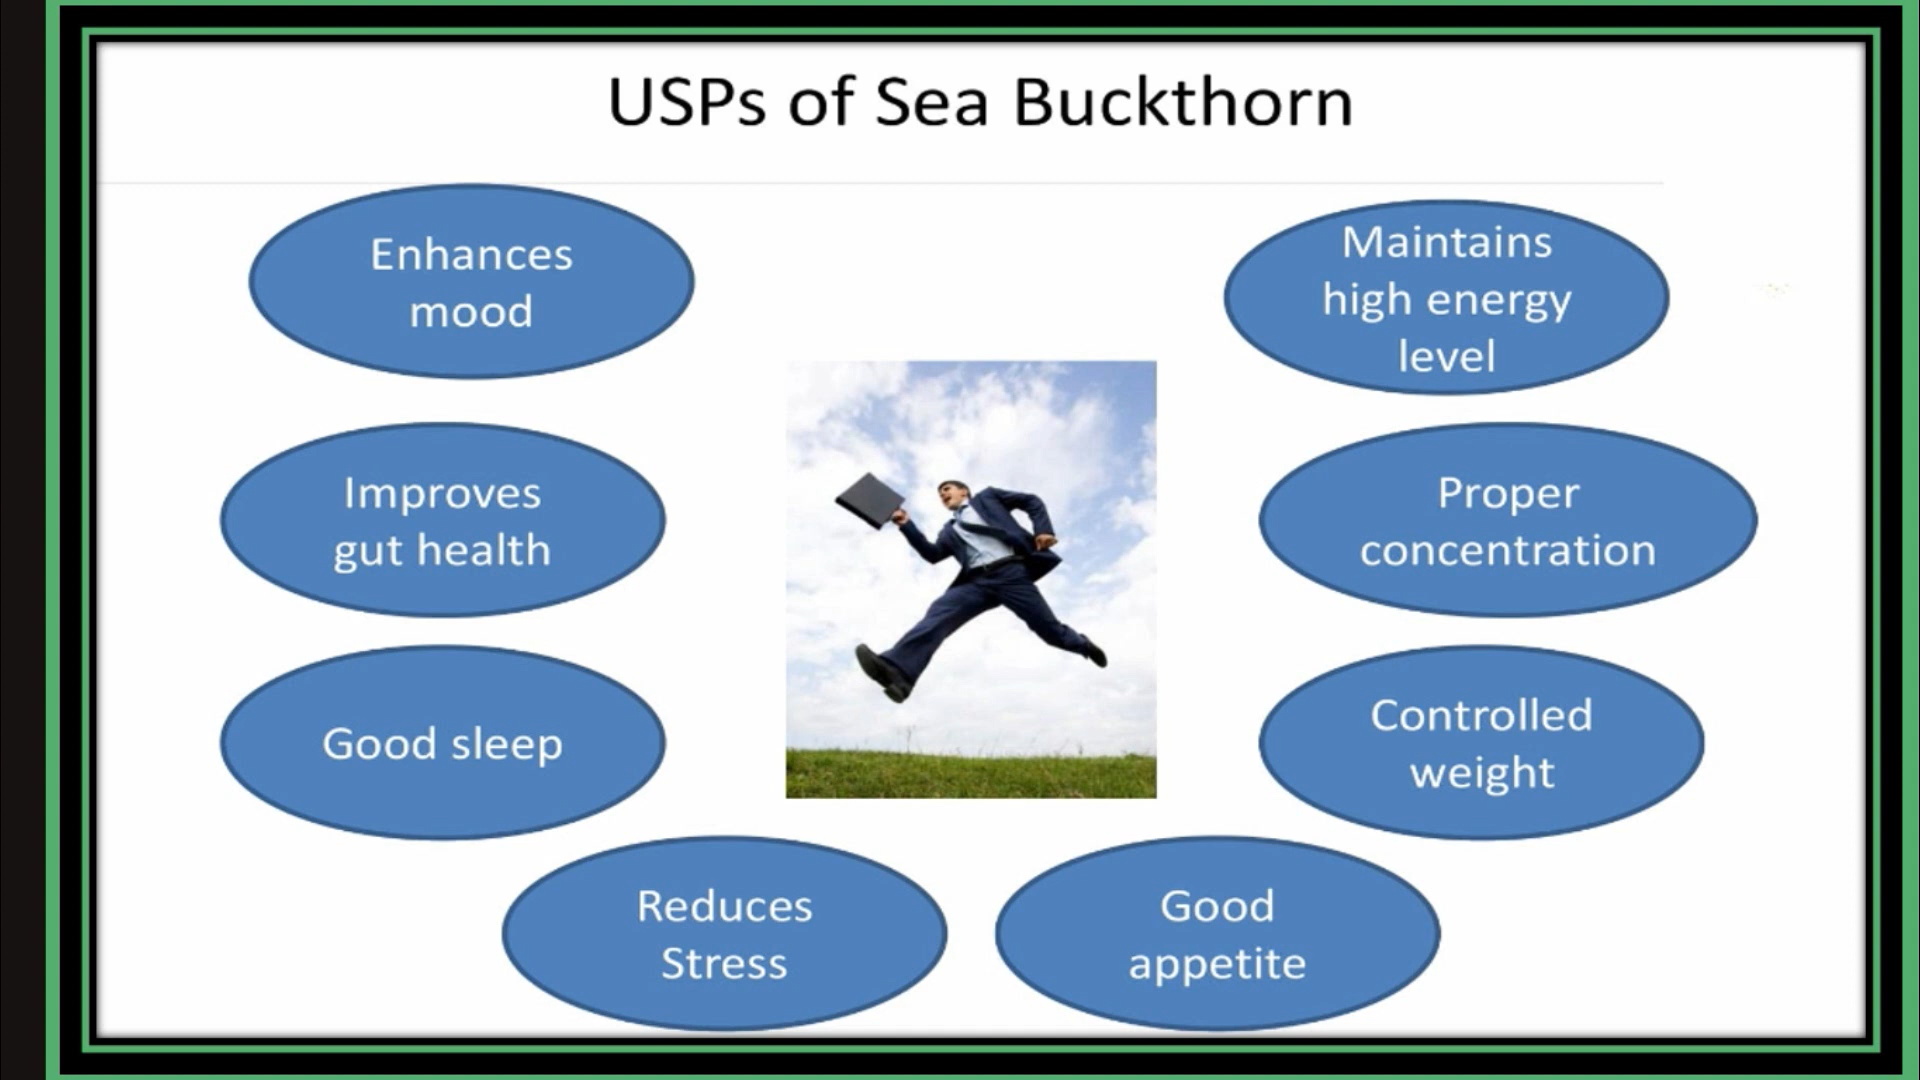 USPs of Sea Buckthorn
Enhances
mood
Maintains
high energy
level
Improves
gut health
Proper
concentration
Good sleep
Controlled
weight
Reduces
Stress
Good
appetite